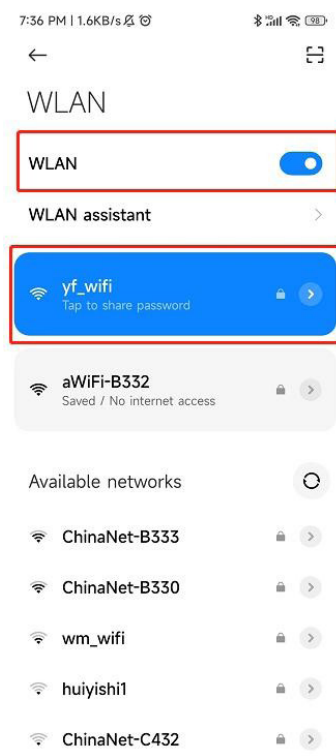 7:36 PM | 1.6KB/s
98
WLAN
WLAN
WLAN assistant
yf_wifi
Tap to share password
aWiFi-B332
Saved / No internet access
Available networks
ChinaNet-B333
ChinaNet-B330
wm_wifi
huiyishi1
ChinaNet-C432